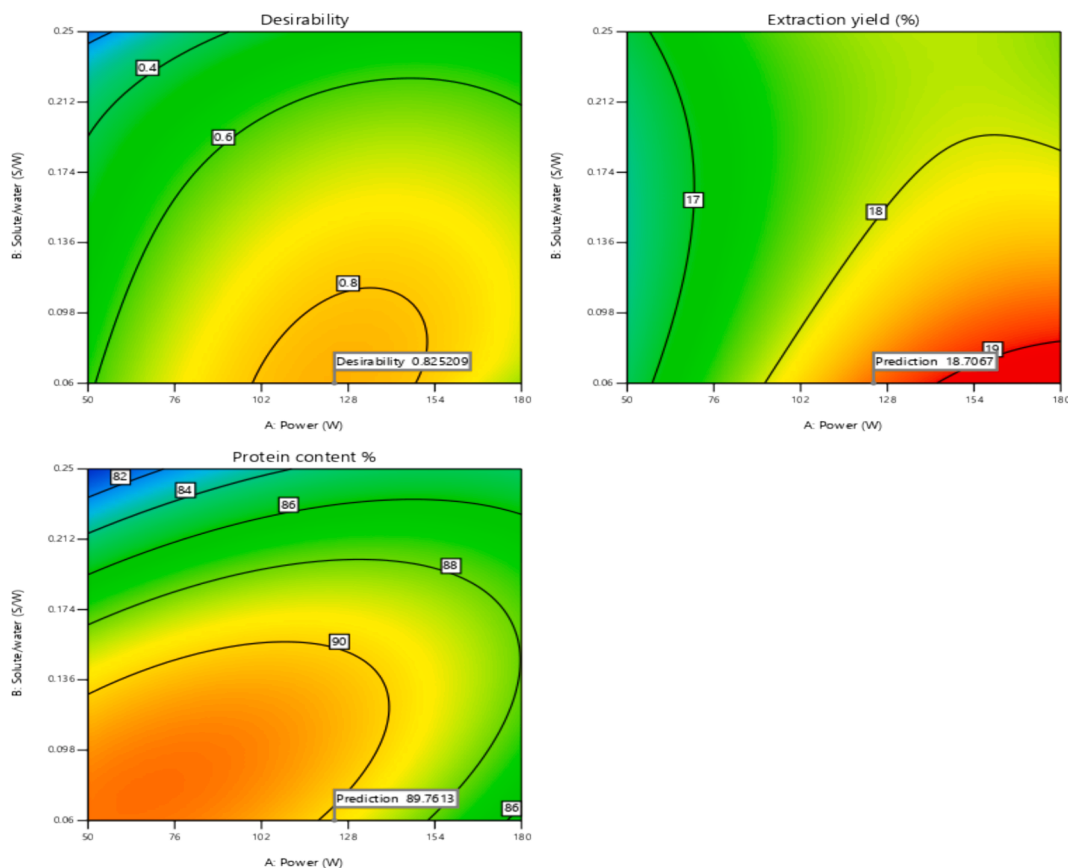 Desirability
0.25
0.212
0.174
0.136
0.098
0.06
B: Solute/water (S/W)
0.4
0.6
0.8
Desirability 0.825209
50 76 102 128 154 180
A: Power (W)
Extraction yield (%)
0.25
0.212
0.174
0.136
0.098
0.06
B: Solute/water (S/W)
17
18
19
Prediction 18.7067
50 76 102 128 154 180
A: Power (W)
Protein content %
0.25
0.212
0.174
0.136
0.098
0.06
B: Solute/water (S/W)
82
84
86
88
90
Prediction 89.7613
86
50 76 102 128 154 180
A: Power (W)